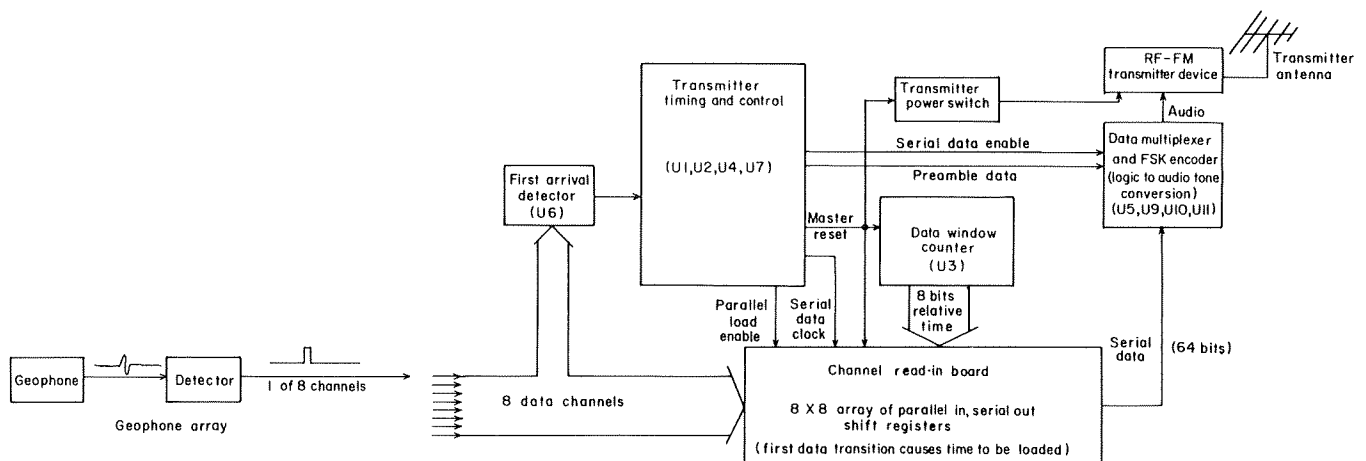 RF-FM
transmitter device
Transmitter
antenna
Transmitter
timing and control
(U1,U2,U4,U7)
Transmitter
power switch
Audio
Serial data enable
Preamble data
Data multiplexer
and FSK encoder
(logic to audio tone
conversion)
(U5,U9,U10,U11)
First arrival
detector
(U6)
Master
reset
Data window
counter
(U3)
Parallel
load
enable
Serial
data
clock
8 bits
relative
time
Serial
data
(64 bits)
Geophone
Detector
1 of 8 channels
Geophone array
8 data channels
Channel read-in board
8 X 8 array of parallel in, serial out
shift registers
(first data transition causes time to be loaded)